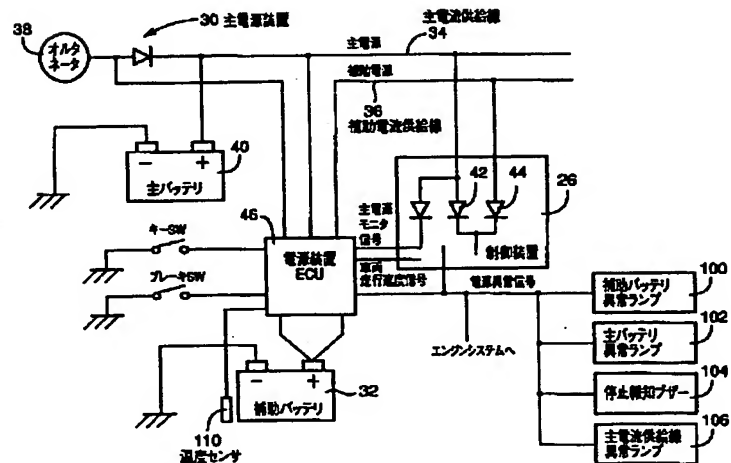 38
オルタ
ネータ
30 主電源装置
主電流供給線
34
主電源
補助電源
36
補助電流供給線
40
主バッテリ
42
44
26
主電源
モニタ
信号
制御装置
46
キーSW
ブレーキSW
電源装置
ECU
車両
走行速度信号
電源異常信号
エンジンシステムへ
補助バッテリ
異常ランプ
100
主バッテリ
異常ランプ
102
停止報知ブザー
104
主電流供給線
異常ランプ
106
補助バッテリ
32
110
温度センサ